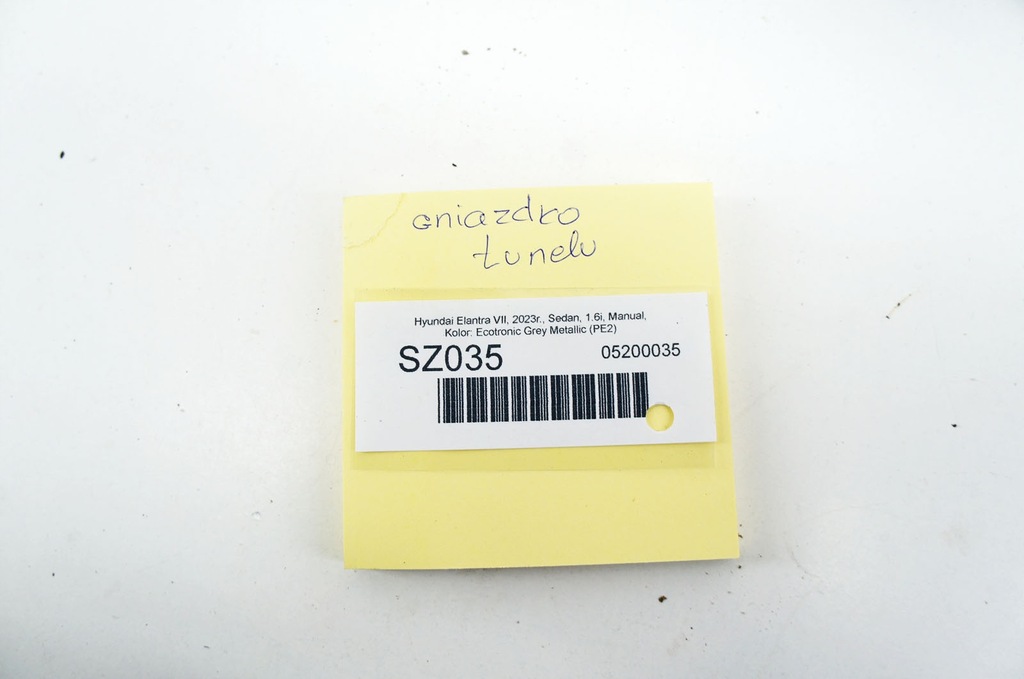 gniazdko
tunelu
Hyundai Elantra VII, 2023r., Sedan, 1.6i, Manual,
Kolor: Ecotronic Grey Metallic (PE2)
SZ035 05200035